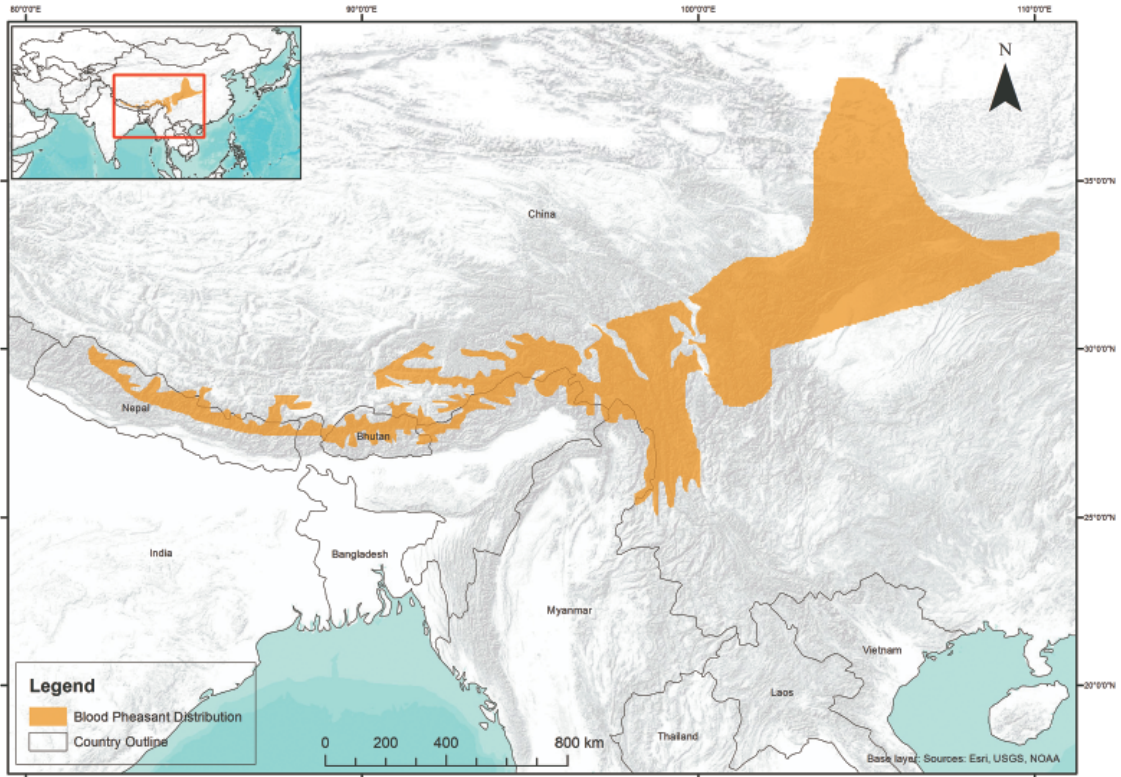 80°0'0"E 90°0'0"E 100°0'0"E 110°0'0"E
N
35°0'0"N
China
30°0'0"N
Nepal
Bhutan
25°0'0"N
India
Bangladesh
Myanmar
Vietnam
Legend
20°0'0"N
Laos
Blood Pheasant Distribution
Thailand
Country Outline
0 200 400 800 km
Base layer: Sources: Esri, USGS, NOAA